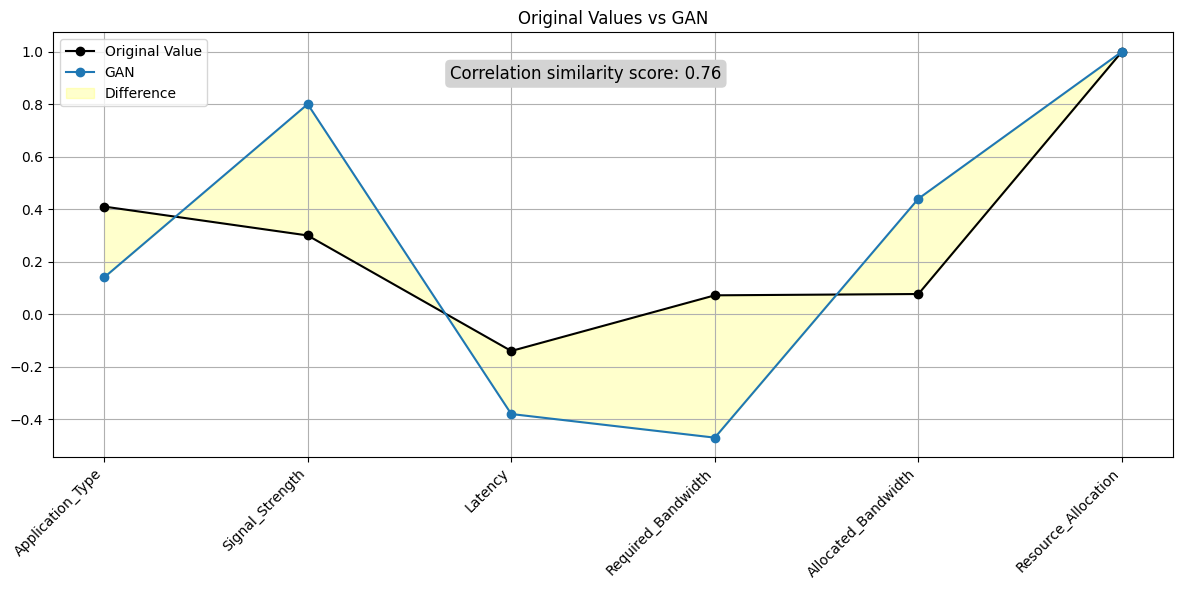 Original Values vs GAN
Original Value
GAN
Difference
Correlation similarity score: 0.76
1.0
0.8
0.6
0.4
0.2
0.0
−0.2
−0.4
Application_Type
Signal_Strength
Latency
Required_Bandwidth
Allocated_Bandwidth
Resource_Allocation